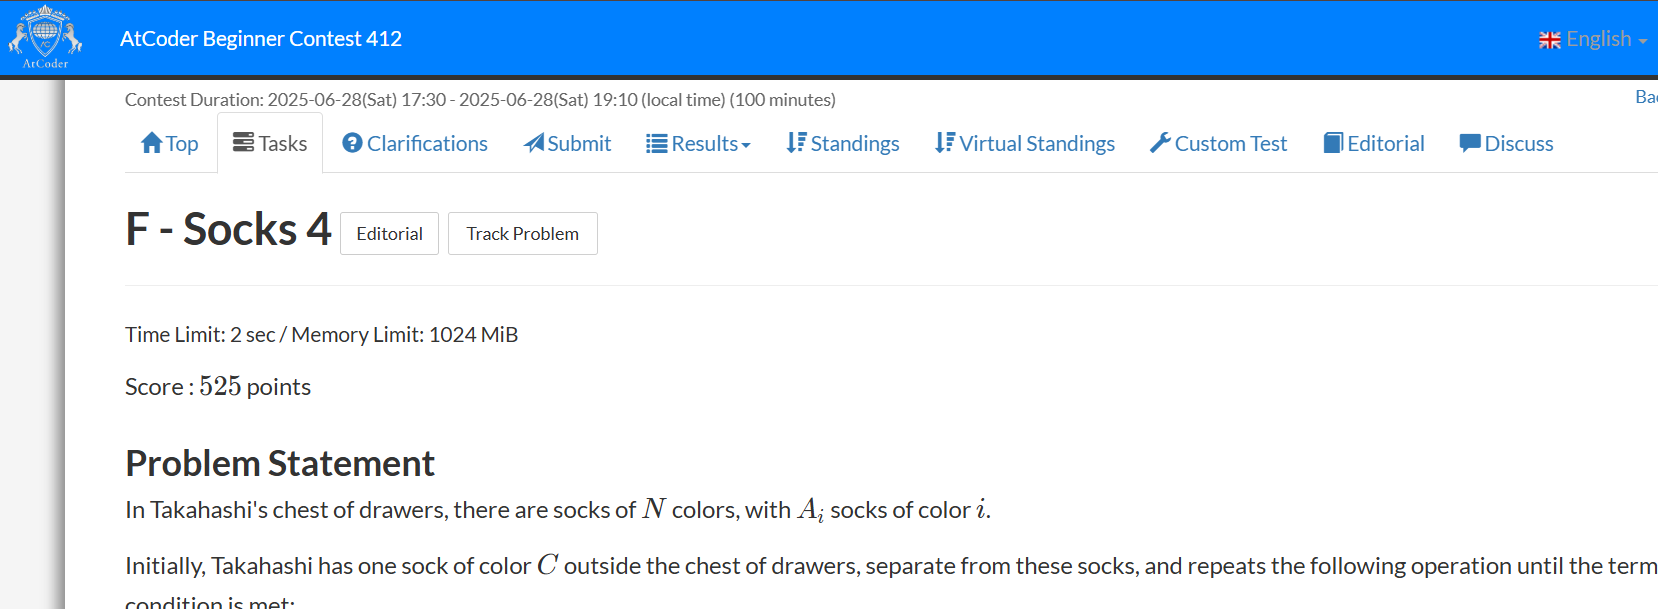 AtCoder
AtCoder Beginner Contest 412
English
Contest Duration: 2025-06-28(Sat) 17:30 - 2025-06-28(Sat) 19:10 (local time) (100 minutes)
Top Tasks Clarifications Submit Results Standings Virtual Standings Custom Test Editorial Discuss
F - Socks 4 Editorial Track Problem
Time Limit: 2 sec / Memory Limit: 1024 MiB
Score : 525 points
Problem Statement
In Takahashi's chest of drawers, there are socks of N colors, with Aᵢ socks of color i.
Initially, Takahashi has one sock of color C outside the chest of drawers, separate from these socks, and repeats the following operation until the term
condition is met: